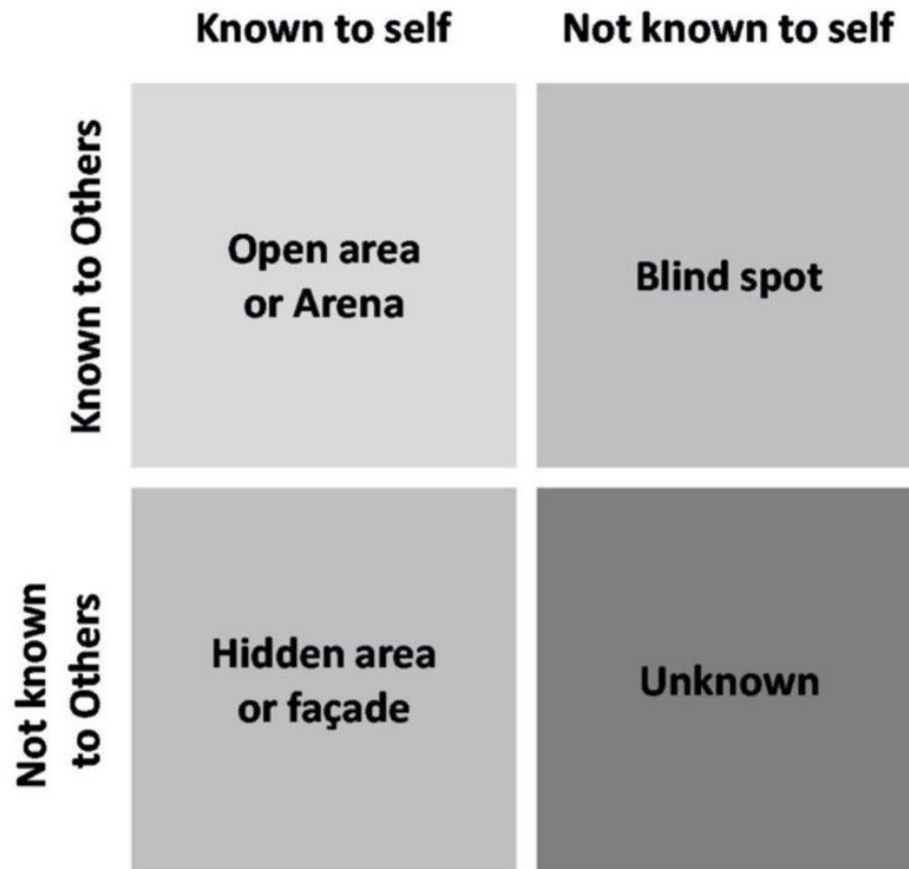 Known to self
Not known to self
Known to Others
Open area
or Arena
Blind spot
Not known
to Others
Hidden area
or façade
Unknown